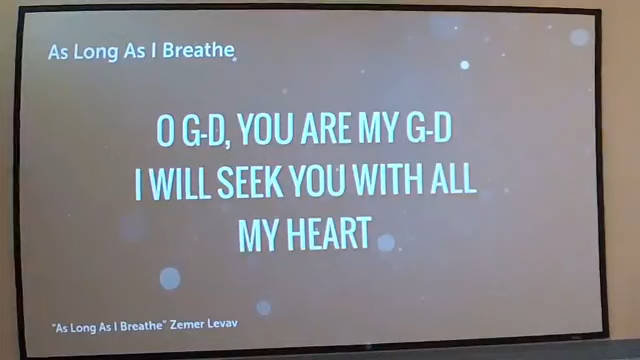 As Long As I Breathe
O G-D, YOU ARE MY G-D
I WILL SEEK YOU WITH ALL
MY HEART
"As Long As I Breathe" Zemer Levav